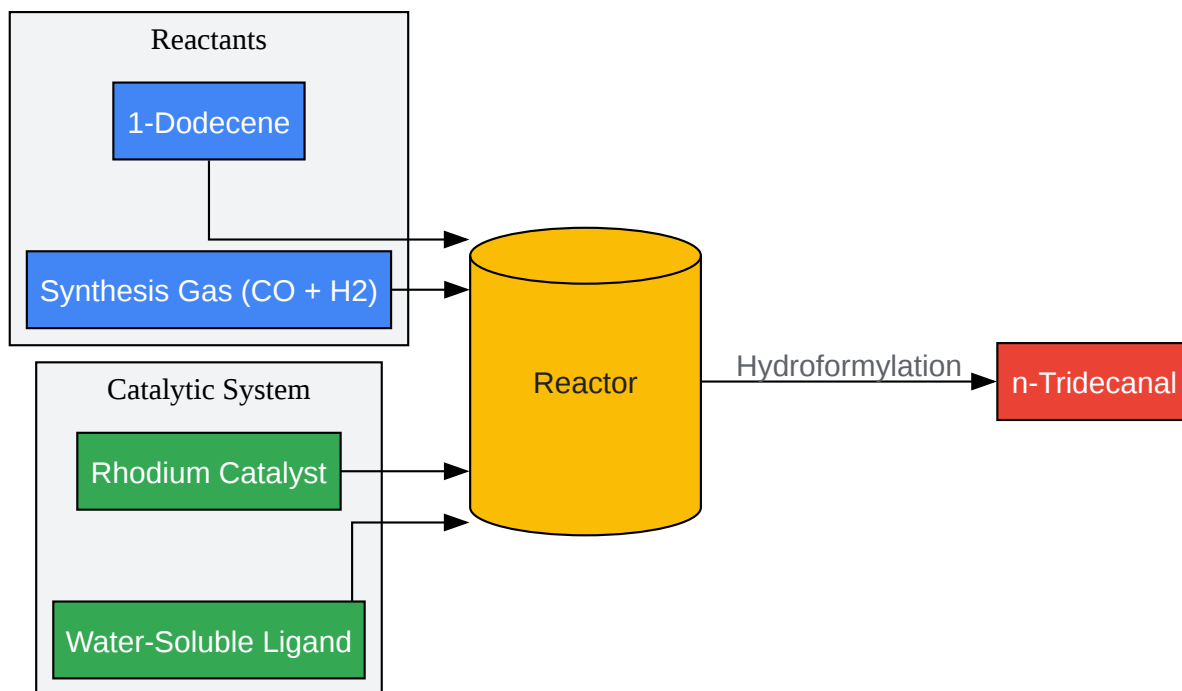 Reactants
1-Dodecene
Synthesis Gas (CO + H2)
Catalytic System
Rhodium Catalyst
Water-Soluble Ligand
Reactor
Hydroformylation
n-Tridecanal